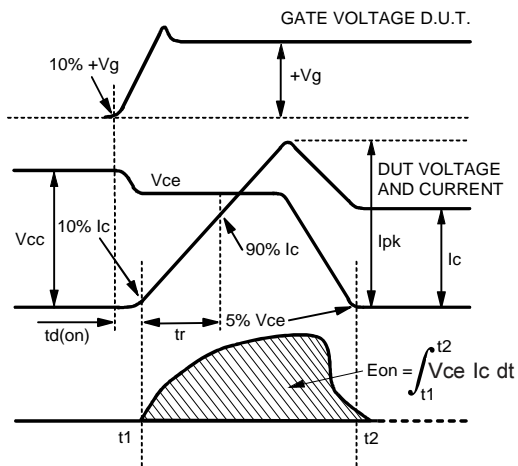 GATE VOLTAGE D.U.T.
10% +Vg
+Vg
Vce
DUT VOLTAGE
AND CURRENT
10% Ic
Vcc
90% Ic
Ipk
Ic
td(on)
tr
5% Vce
Eon = ∫ t2 t1 Vce Ic dt
t1
t2